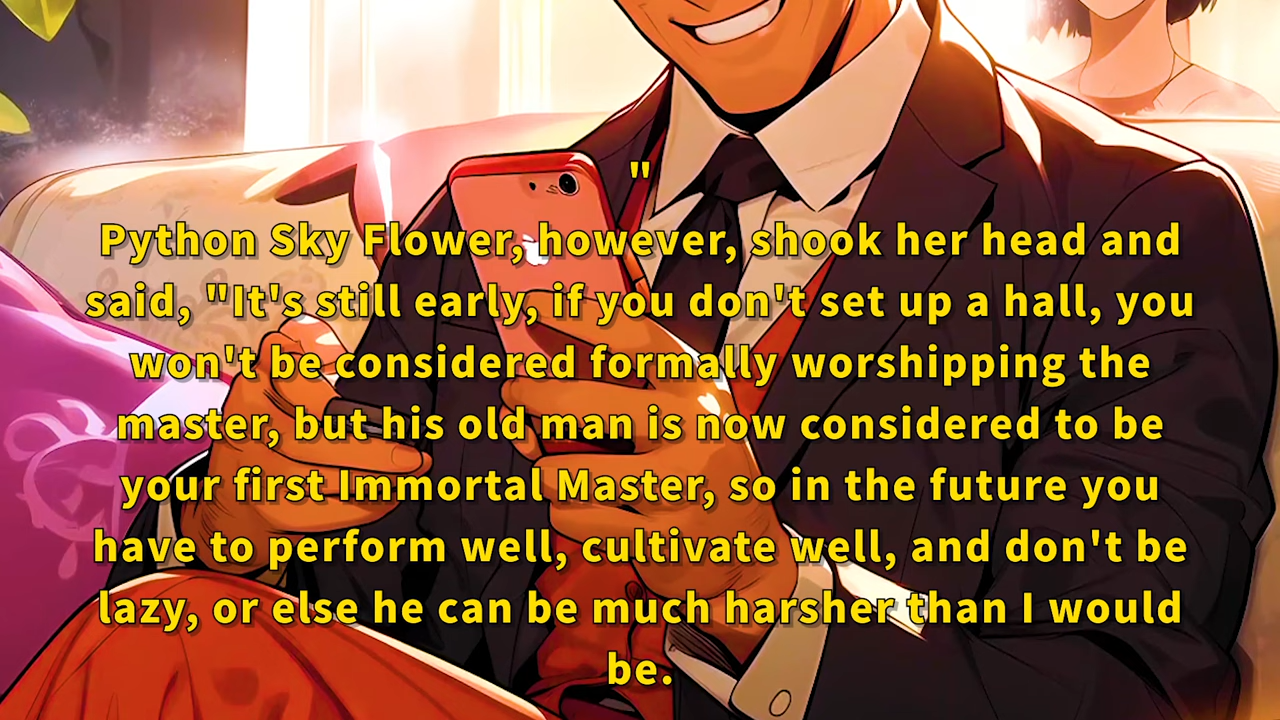 "
Python Sky Flower, however, shook her head and
said, "It's still early, if you don't set up a hall, you
won't be considered formally worshipping the
master, but his old man is now considered to be
your first Immortal Master, so in the future you
have to perform well, cultivate well, and don't be
lazy, or else he can be much harsher than I would
be.